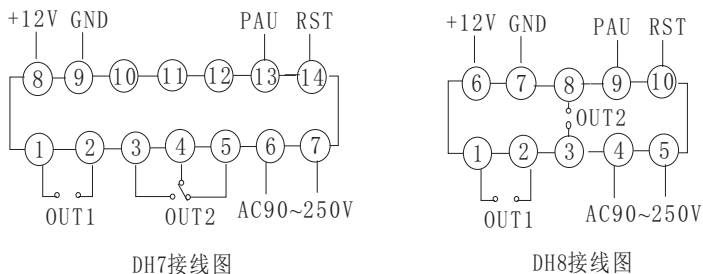 +12V GND PAU RST
8 9 10 11 12 13 14
1 2 3 4 5 6 7
OUT1 OUT2 AC90~250V
DH7接线图
+12V GND PAU RST
6 7 8 9 10
OUT2
1 2 3 4 5
OUT1 AC90~250V
DH8接线图